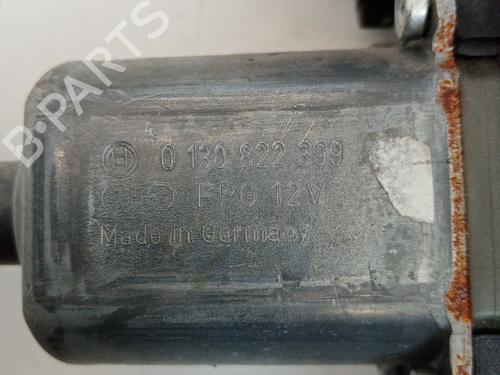 B-PARTS
0 130 822 399
FPG 12V
Made in Germany